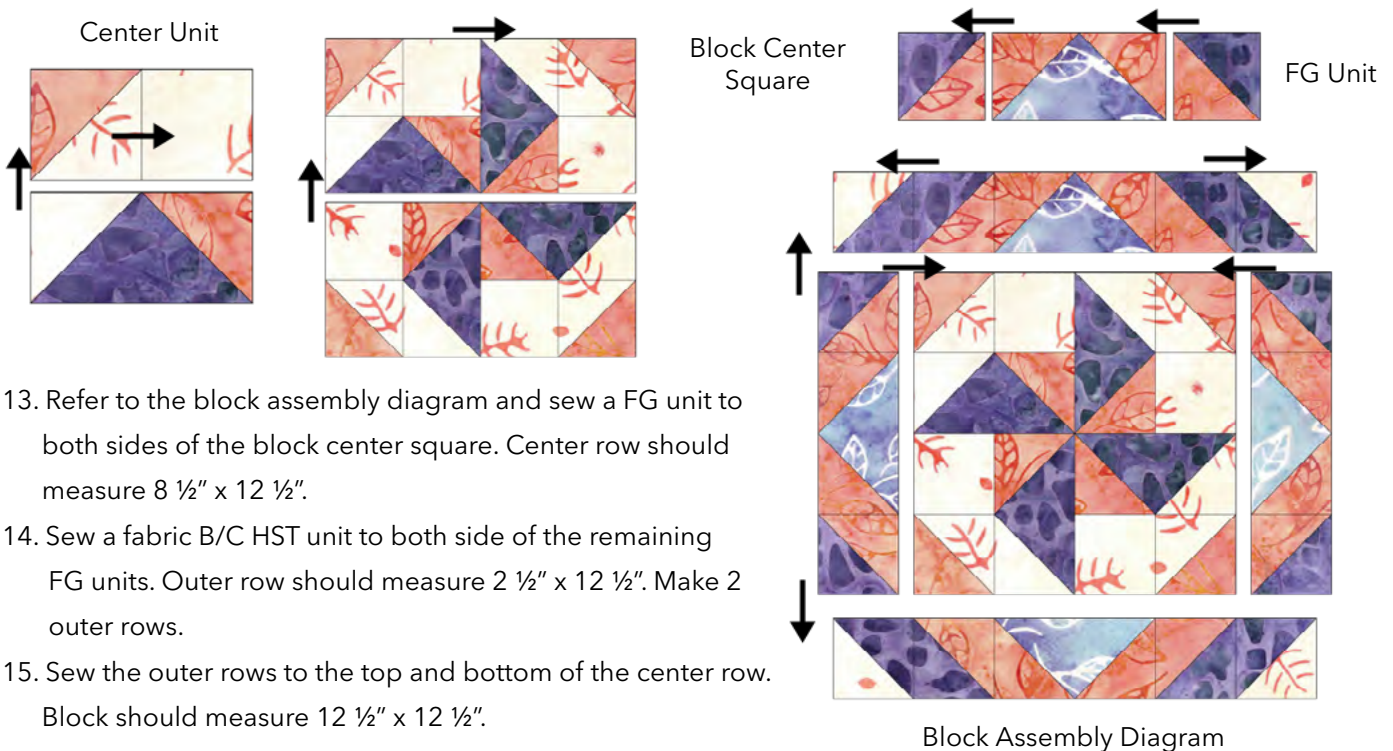 Center Unit
Block Center
Square
FG Unit
13. Refer to the block assembly diagram and sew a FG unit to
both sides of the block center square. Center row should
measure 8 ½” x 12 ½”.
14. Sew a fabric B/C HST unit to both side of the remaining
FG units. Outer row should measure 2 ½” x 12 ½”. Make 2
outer rows.
15. Sew the outer rows to the top and bottom of the center row.
Block should measure 12 ½” x 12 ½”.
Block Assembly Diagram